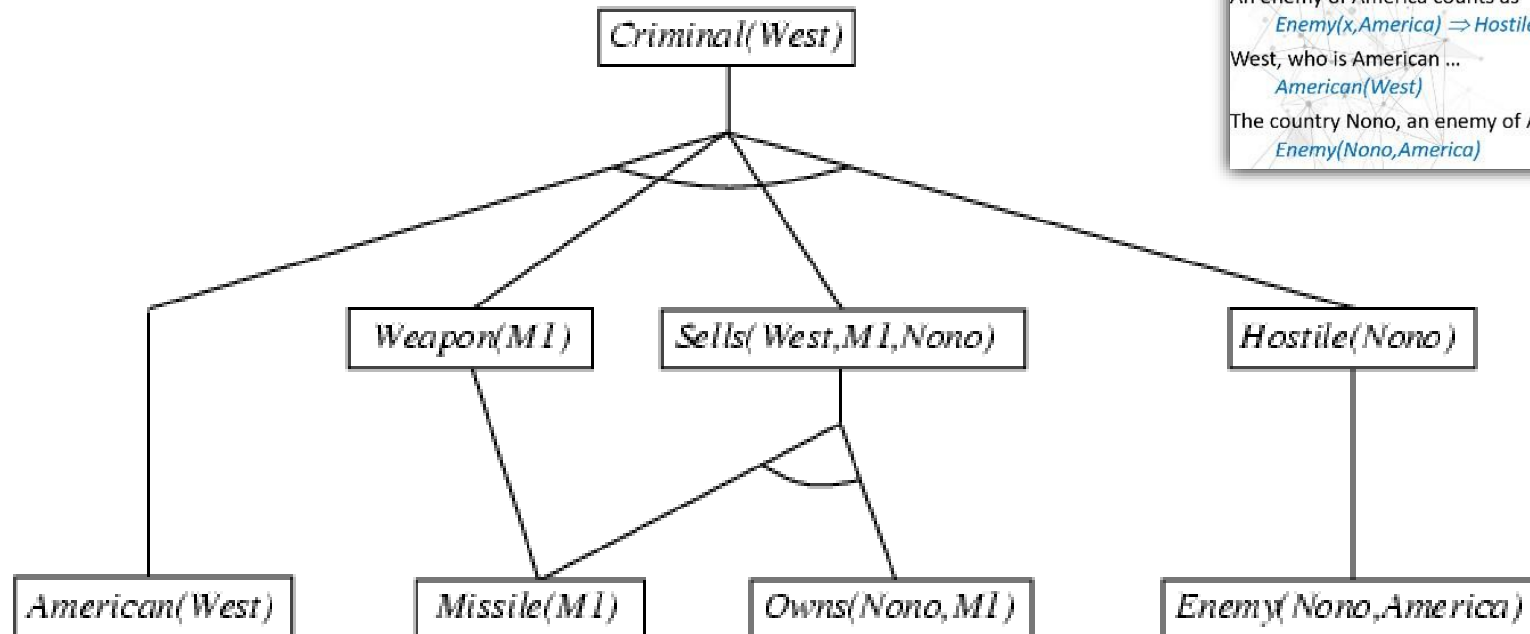 Criminal(West)
Enemy(x,America) ⇒ Hostile
West, who is American ...
American(West)
The country Nono, an enemy of
Enemy(Nono,America)
Weapon(M1)
Sells(West,M1,Nono)
Hostile(Nono)
American(West)
Missile(M1)
Owns(Nono,M1)
Enemy(Nono,America)